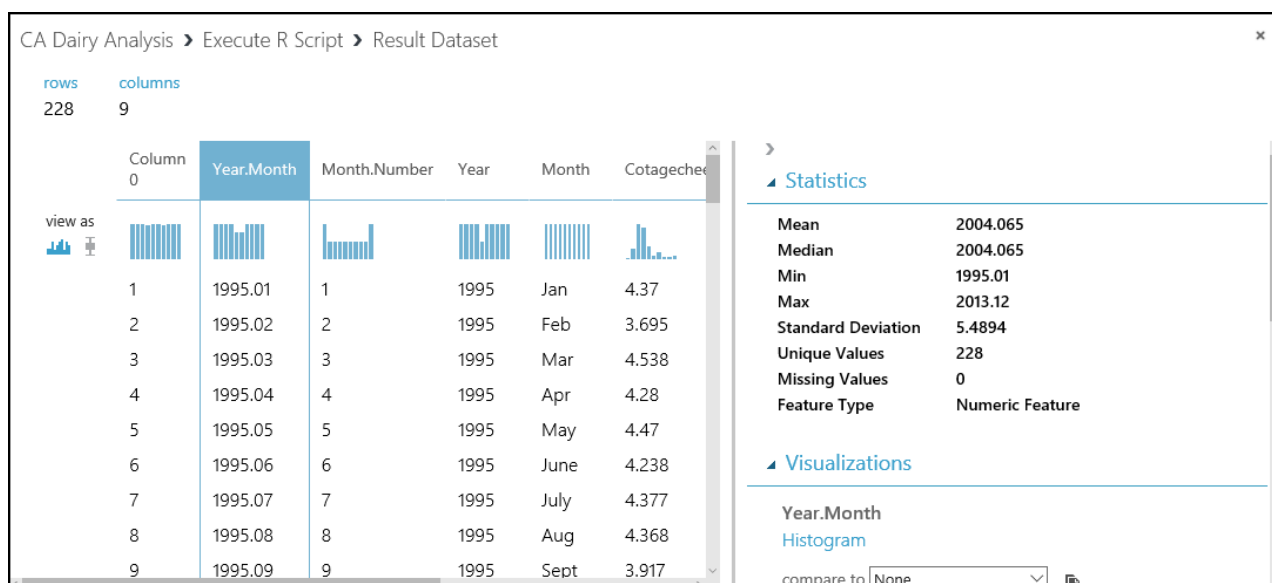 CA Dairy Analysis > Execute R Script > Result Dataset
rows columns
228 9
Column 0 Year.Month Month.Number Year Month Cotagechee
view as
1 1995.01 1 1995 Jan 4.37
2 1995.02 2 1995 Feb 3.695
3 1995.03 3 1995 Mar 4.538
4 1995.04 4 1995 Apr 4.28
5 1995.05 5 1995 May 4.47
6 1995.06 6 1995 June 4.238
7 1995.07 7 1995 July 4.377
8 1995.08 8 1995 Aug 4.368
9 1995.09 9 1995 Sept 3.917
Statistics
Mean 2004.065
Median 2004.065
Min 1995.01
Max 2013.12
Standard Deviation 5.4894
Unique Values 228
Missing Values 0
Feature Type Numeric Feature
Visualizations
Year.Month
Histogram
compare to None